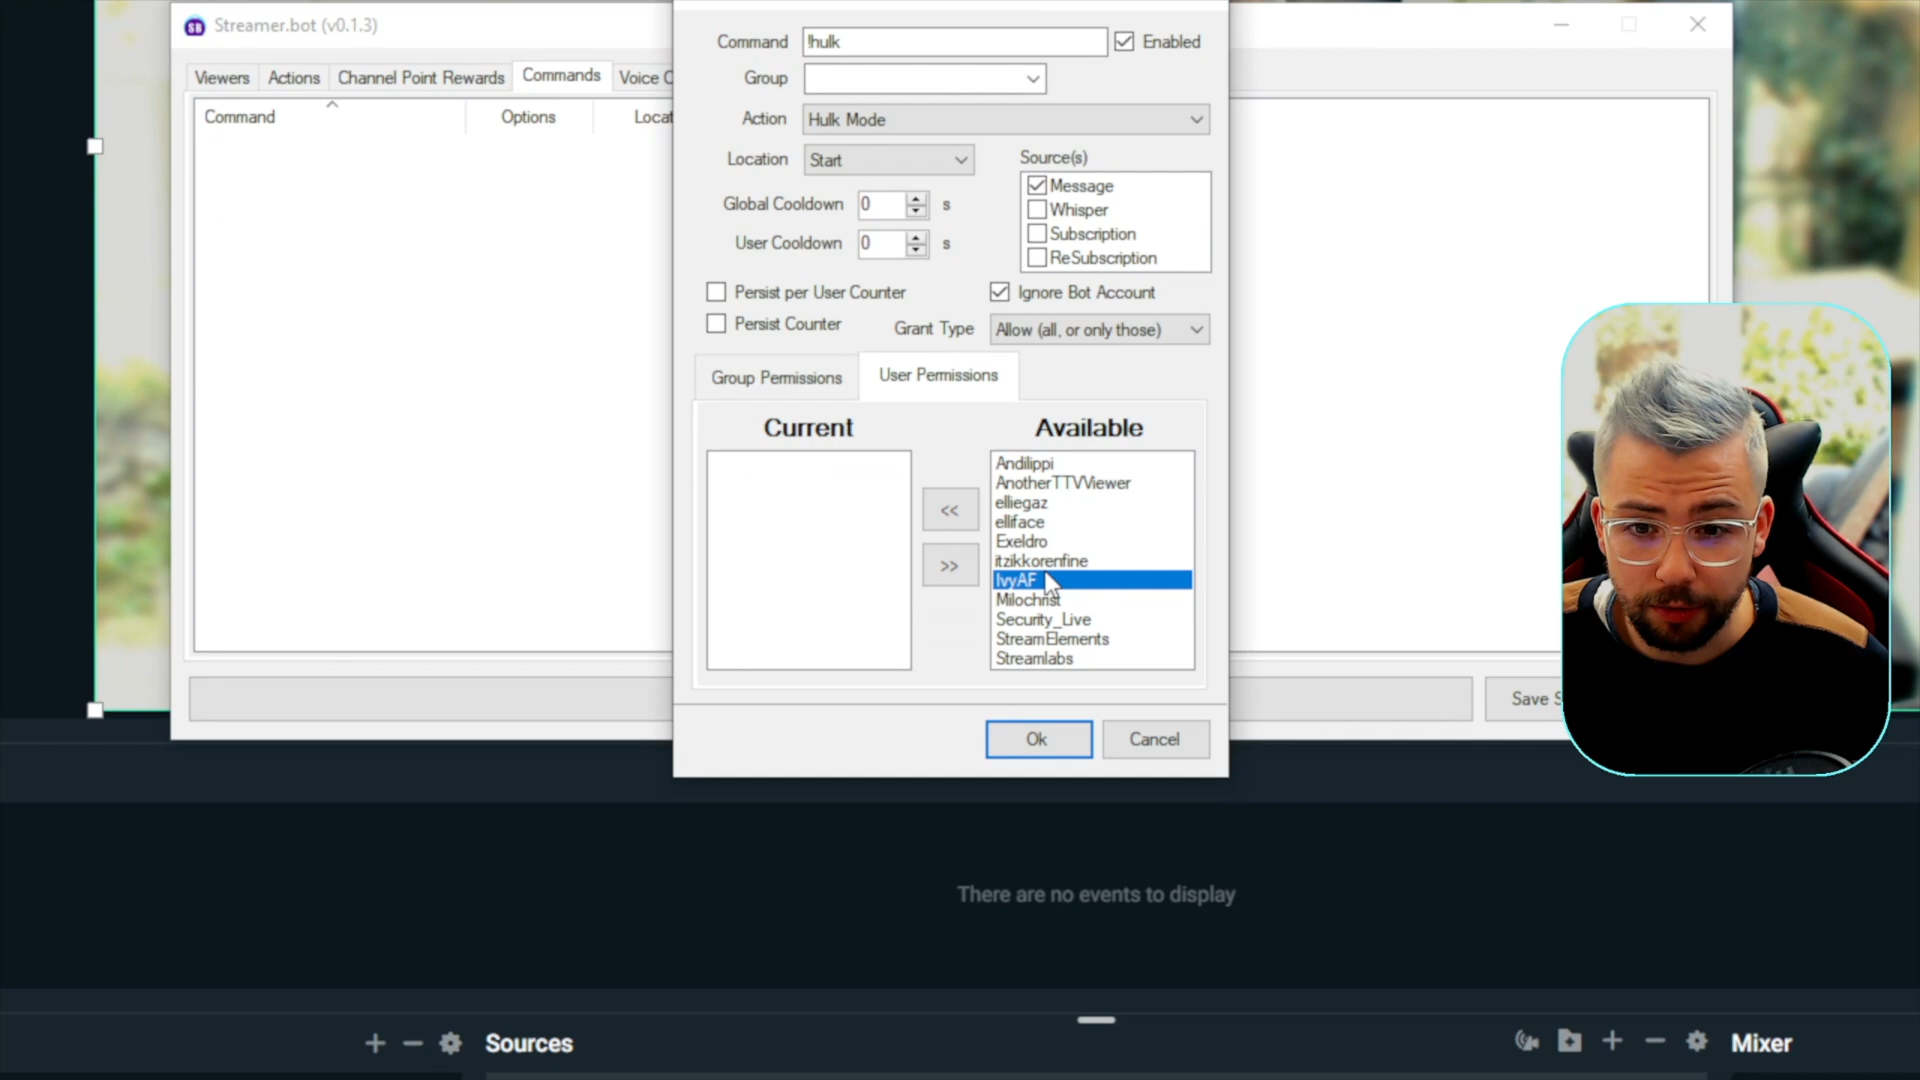 Streamer.bot (v0.1.3)
Viewers Actions Channel Point Rewards Commands Voice C
Command Options Locat
Command !hulk Enabled
Group
Action Hulk Mode
Location Start Source(s)
Message
Whisper
Subscription
ReSubscription
Global Cooldown 0 s
User Cooldown 0 s
Persist per User Counter Ignore Bot Account
Persist Counter Grant Type Allow (all, or only those)
Group Permissions User Permissions
Current Available
Andilippi
AnotherTTVViewer
elliegaz
elliface
Exeldro
itzikkorenfine
IvyAF
Milochrist
Security_Live
StreamElements
Streamlabs
<<
>>
Save S
Ok Cancel
There are no events to display
Sources Mixer